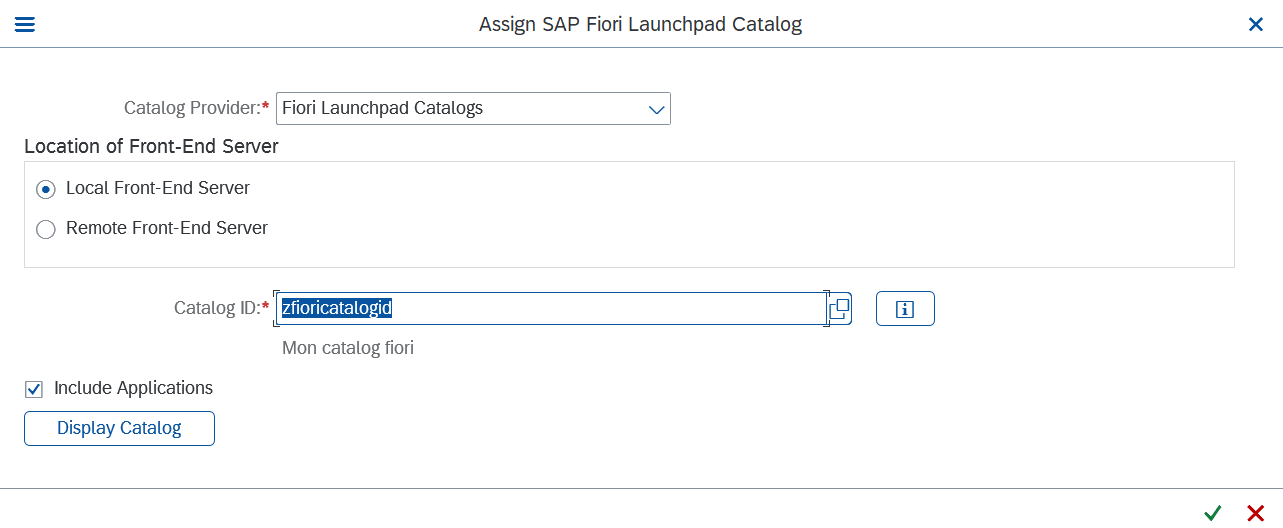 Assign SAP Fiori Launchpad Catalog
Catalog Provider:* Fiori Launchpad Catalogs
Location of Front-End Server
Local Front-End Server
Remote Front-End Server
Catalog ID:* zfioricatalogid
Mon catalog fiori
Include Applications
Display Catalog